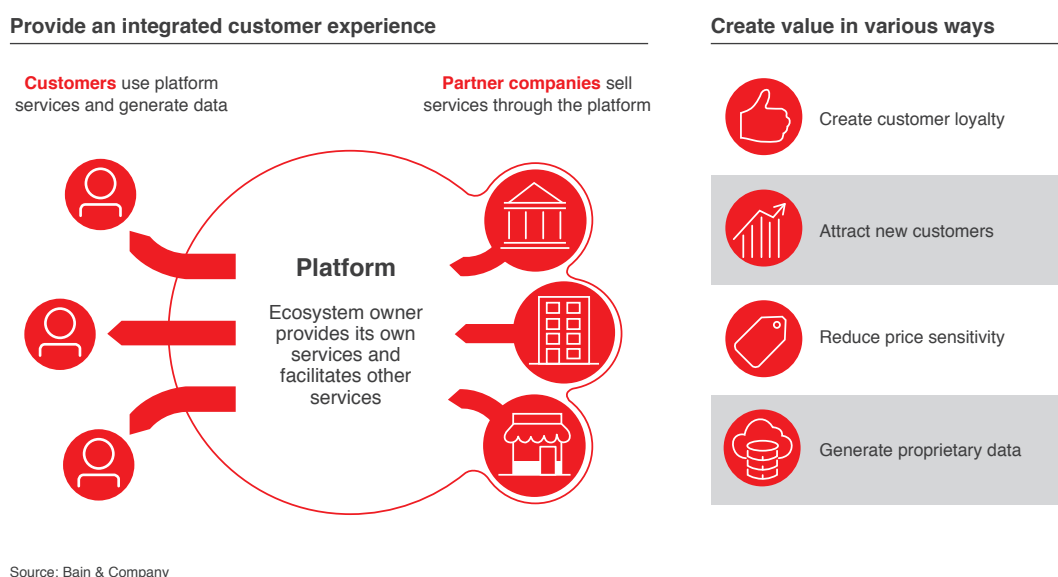 Provide an integrated customer experience
Customers use platform
services and generate data
Partner companies sell
services through the platform
Platform
Ecosystem owner
provides its own
services and
facilitates other
services
Create value in various ways
Create customer loyalty
Attract new customers
Reduce price sensitivity
Generate proprietary data
Source: Bain & Company